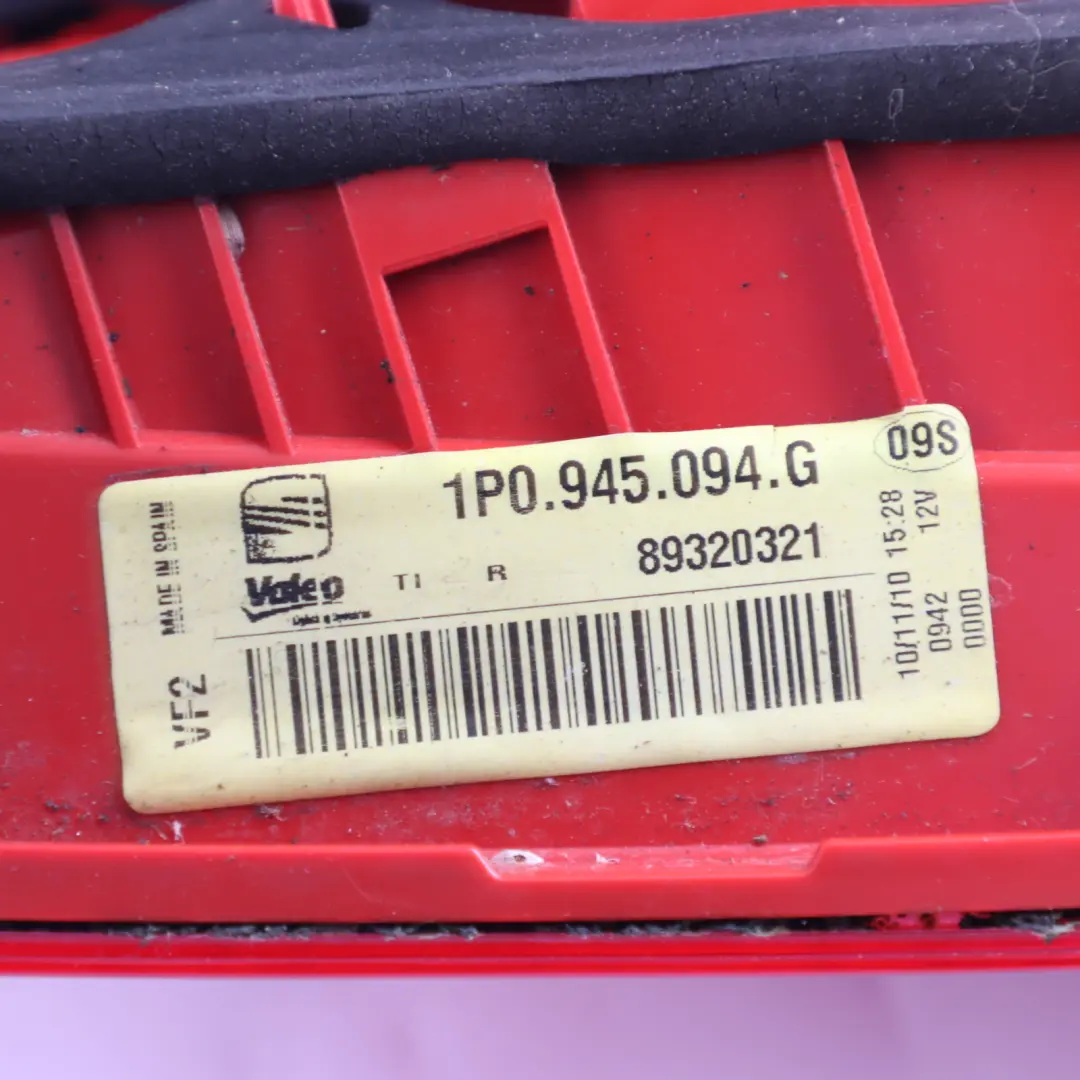 1P0.945.094.G
09S
89320321
Valeo
TI R
MADE IN SPAIN
VF2
10/11/10 15:28
0942 12V
0000